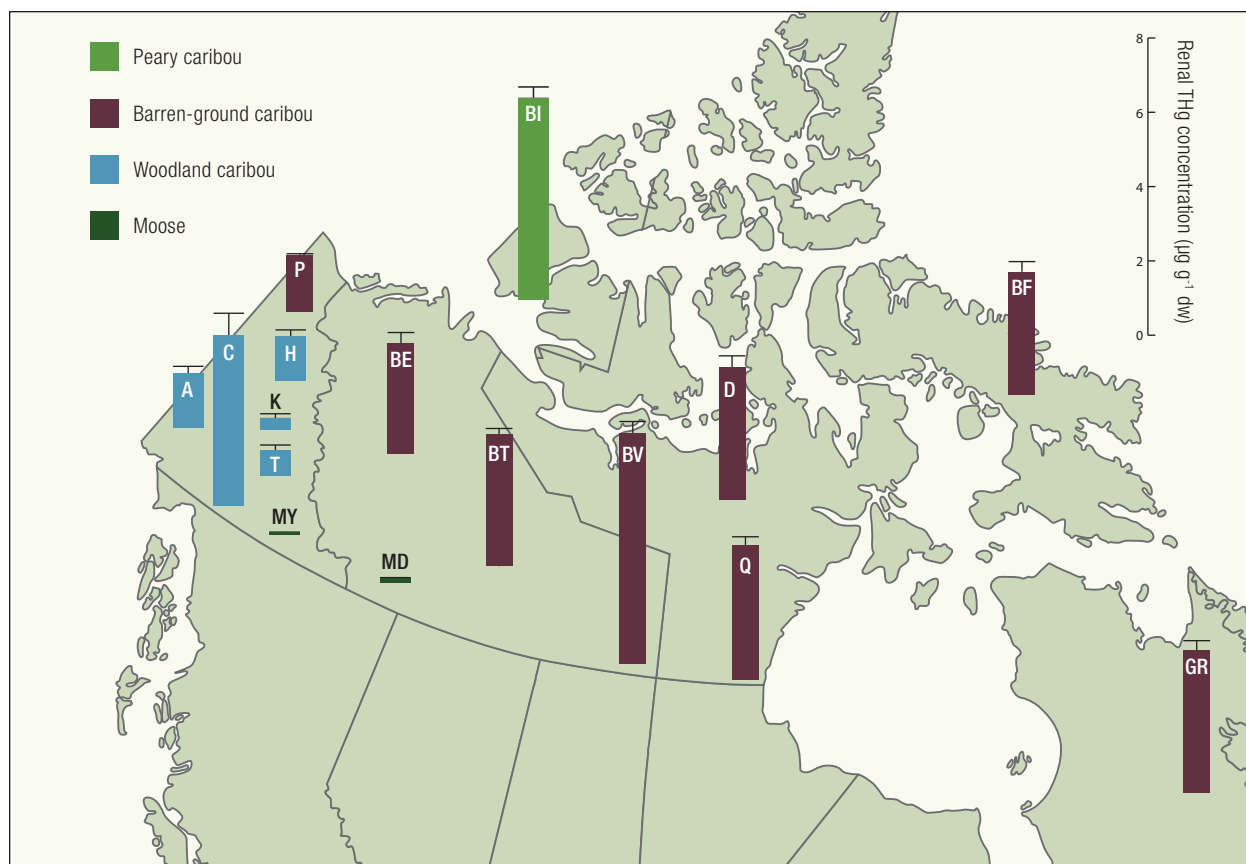 Peary caribou
Barren-ground caribou
Woodland caribou
Moose
8
6
4
2
0
Renal THg concentration (µg g⁻¹ dw)
BI
P
BF
C
H
BE
A
D
K
BT
BV
T
MY
MD
Q
GR